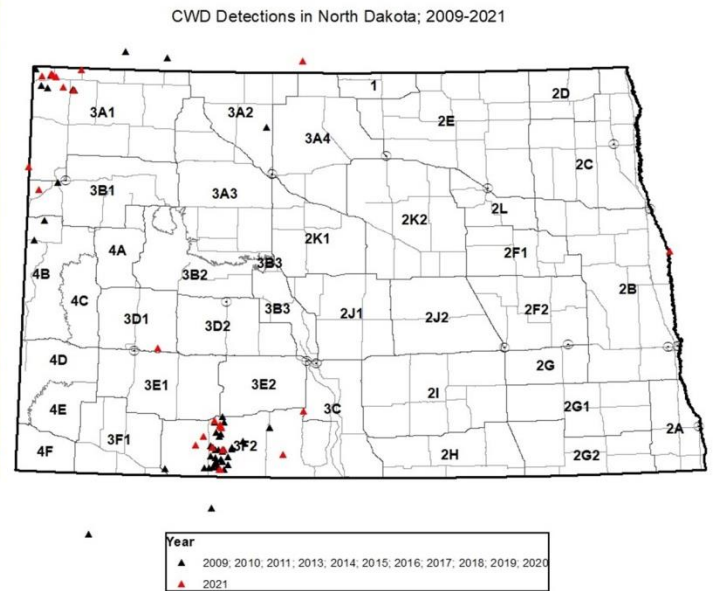 CWD Detections in North Dakota; 2009-2021
1
2D
3A1
3A2
2E
3A4
2C
3B1
3A3
2K2
2L
2K1
2F1
4A
3B3
4B
3B2
2B
4C
3B3
2F2
3D1
3D2
2J1
2J2
4D
2G
3E1
3E2
2I
4E
3C
2G1
2A
3F1
3F2
4F
2H
2G2
Year
2009; 2010; 2011; 2013; 2014; 2015; 2016; 2017; 2018; 2019; 2020
2021